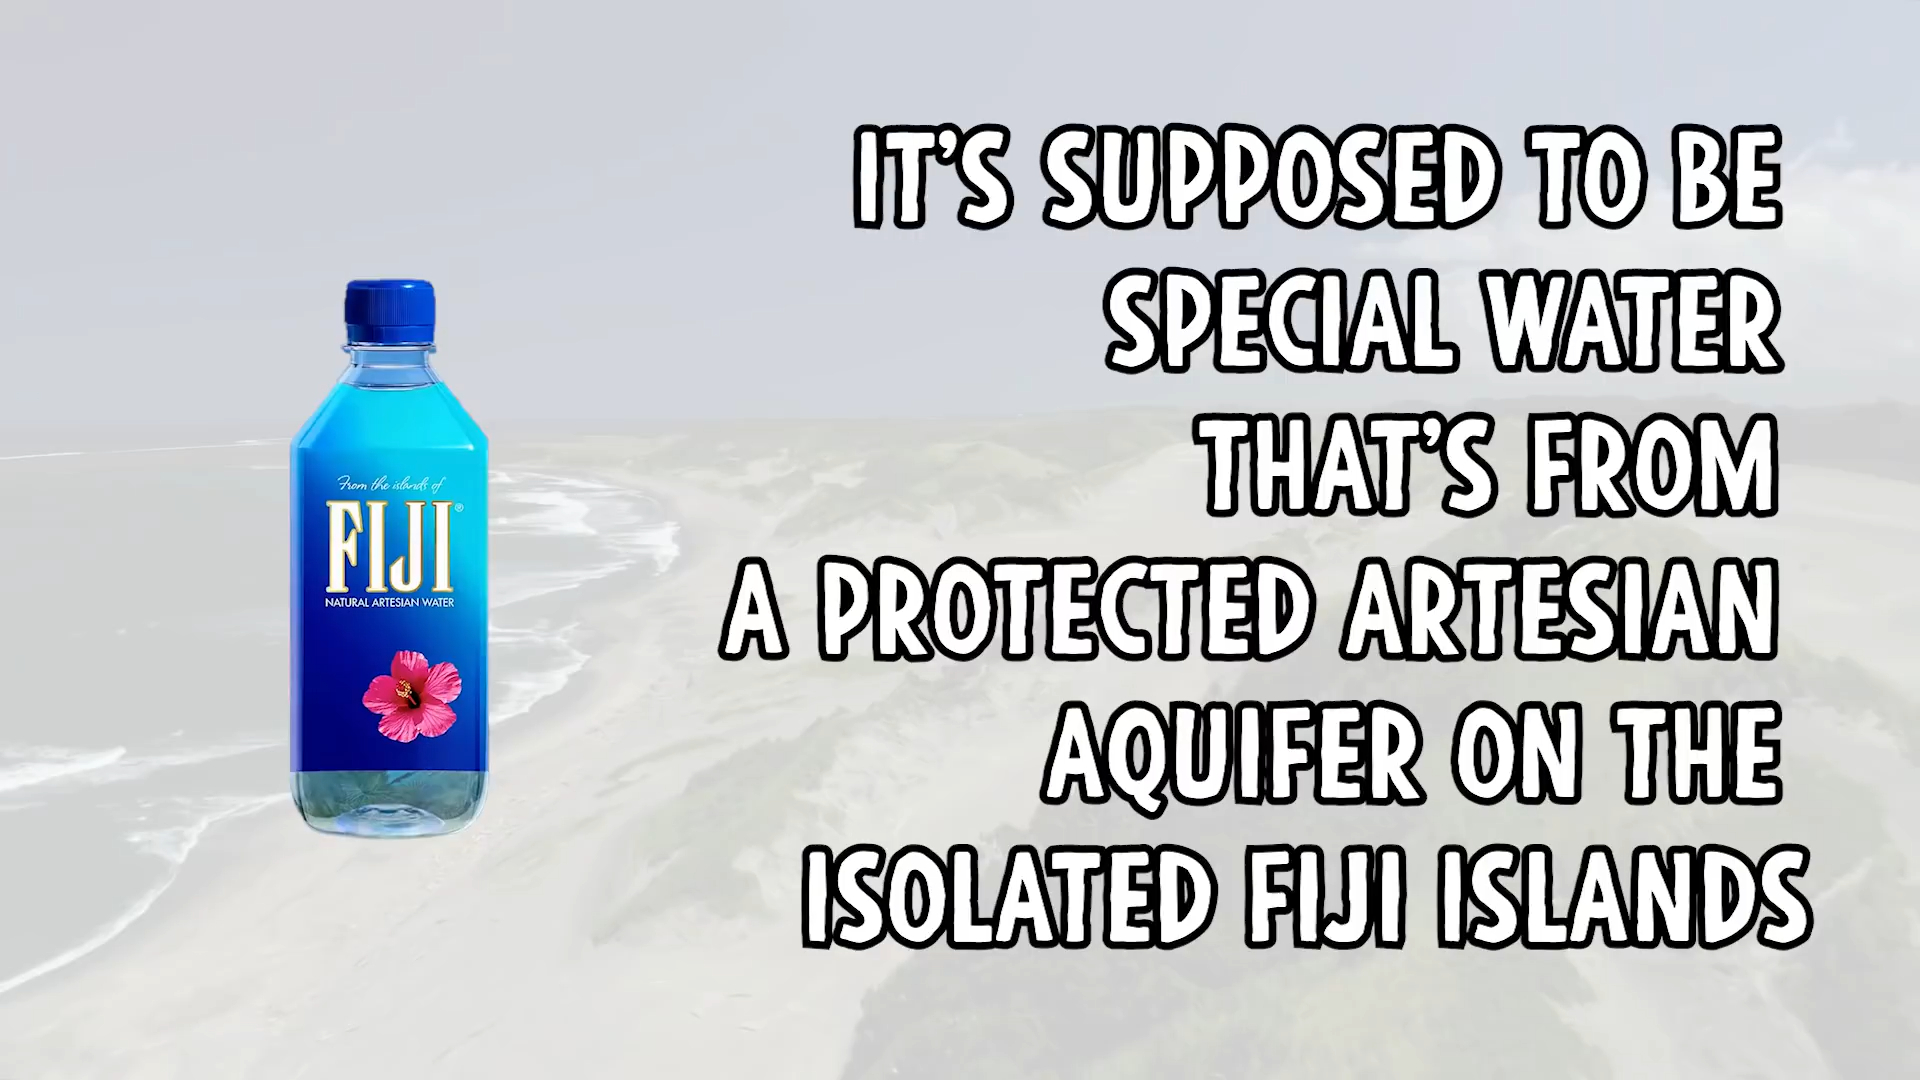 IT'S SUPPOSED TO BE
SPECIAL WATER
THAT'S FROM
A PROTECTED ARTESIAN
AQUIFER ON THE
ISOLATED FIJI ISLANDS
From the islands of
FIJI®
NATURAL ARTESIAN WATER